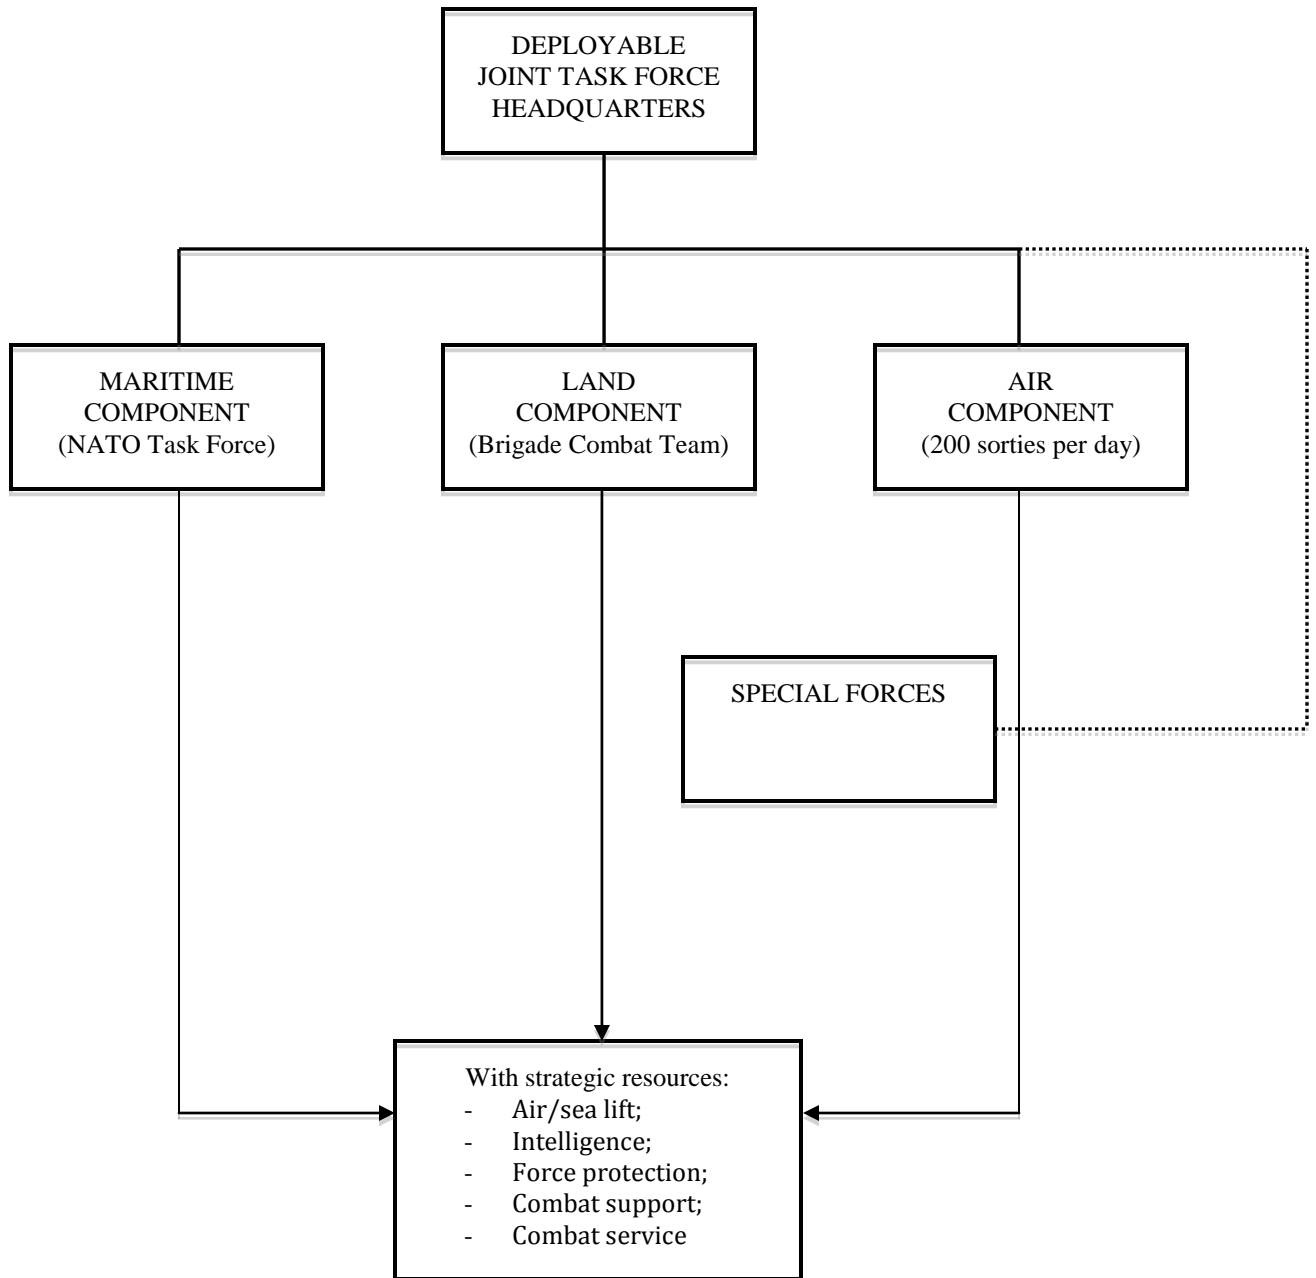 DEPLOYABLE
JOINT TASK FORCE
HEADQUARTERS
MARITIME
COMPONENT
(NATO Task Force)
LAND
COMPONENT
(Brigade Combat Team)
AIR
COMPONENT
(200 sorties per day)
SPECIAL FORCES
With strategic resources:
- Air/sea lift;
- Intelligence;
- Force protection;
- Combat support;
- Combat service